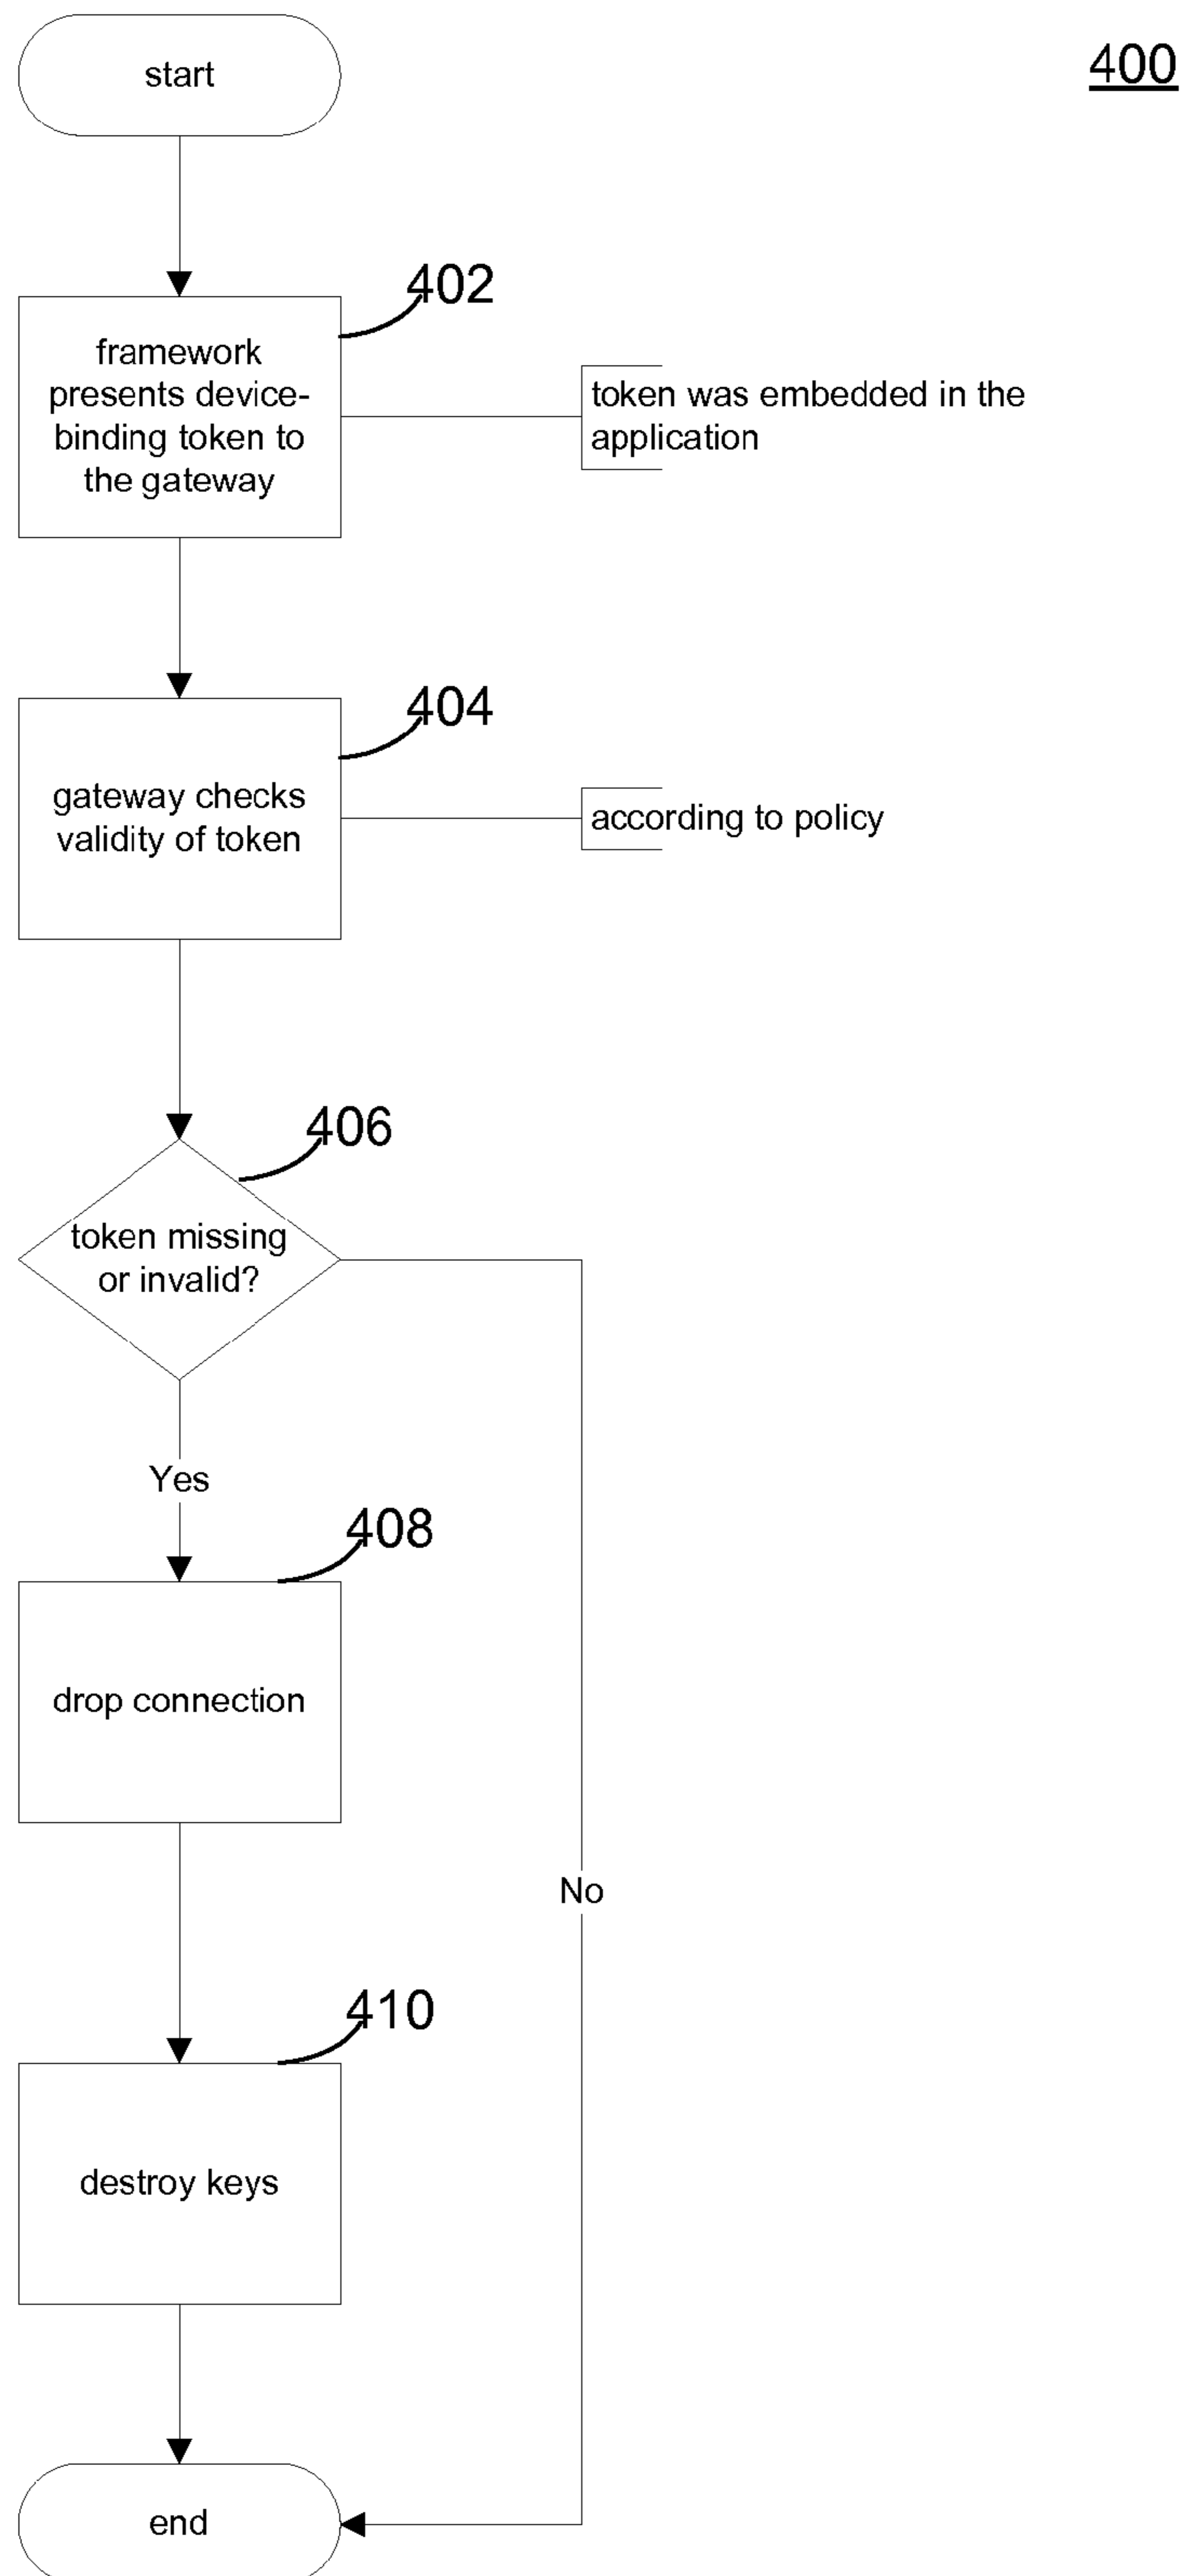 start
400
402
framework
presents device-
binding token to
the gateway
token was embedded in the
application
404
gateway checks
validity of token
according to policy
406
token missing
or invalid?
Yes
408
drop connection
No
410
destroy keys
end